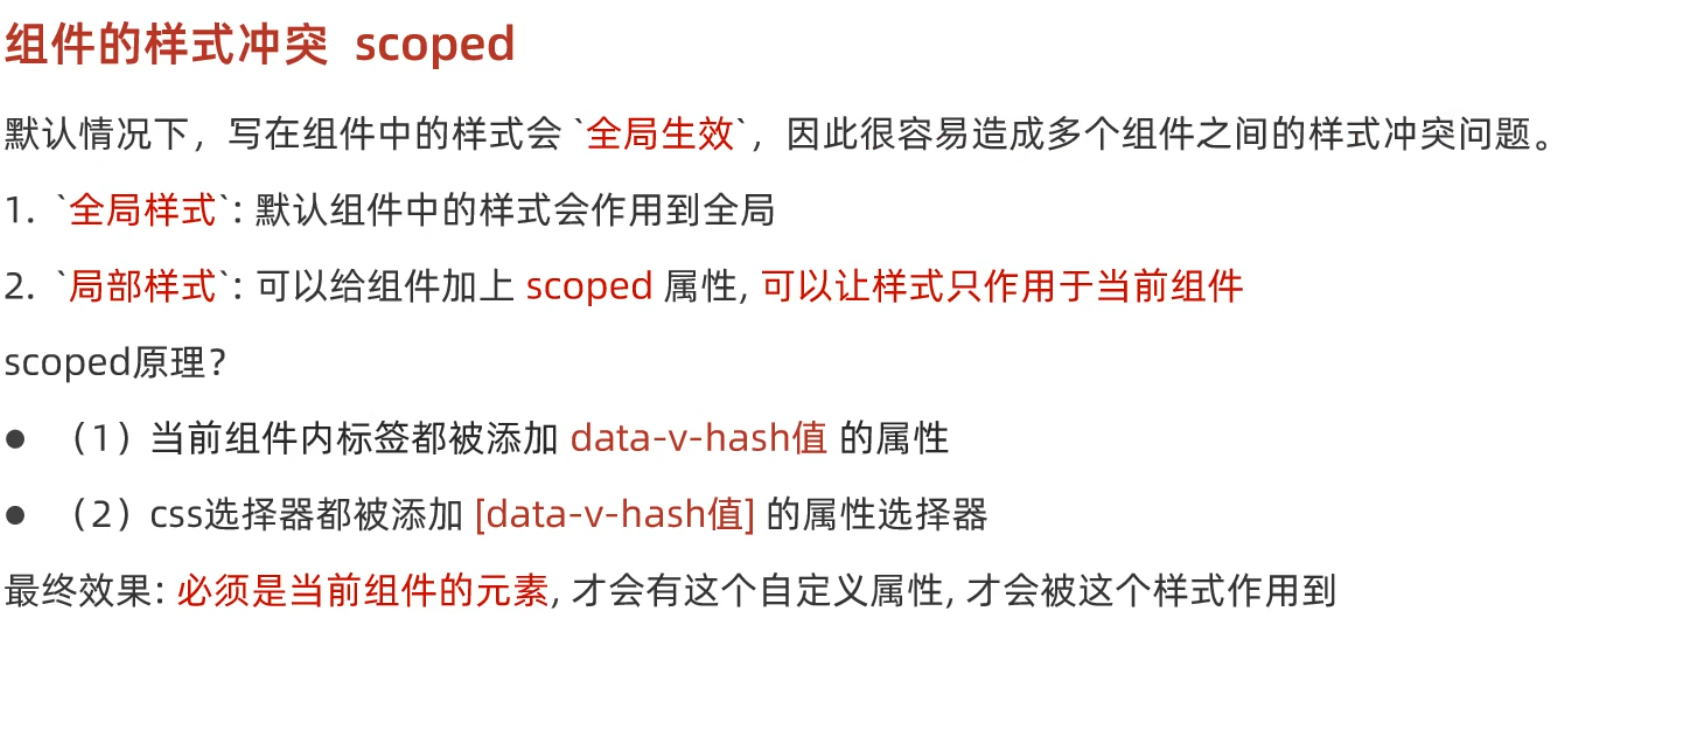 组件的样式冲突 scoped
默认情况下，写在组件中的样式会 `全局生效`，因此很容易造成多个组件之间的样式冲突问题。
1. `全局样式`: 默认组件中的样式会作用到全局
2. `局部样式`: 可以给组件加上 scoped 属性, 可以让样式只作用于当前组件
scoped原理？
● （1）当前组件内标签都被添加 data-v-hash值 的属性
● （2）css选择器都被添加 [data-v-hash值] 的属性选择器
最终效果: 必须是当前组件的元素, 才会有这个自定义属性, 才会被这个样式作用到